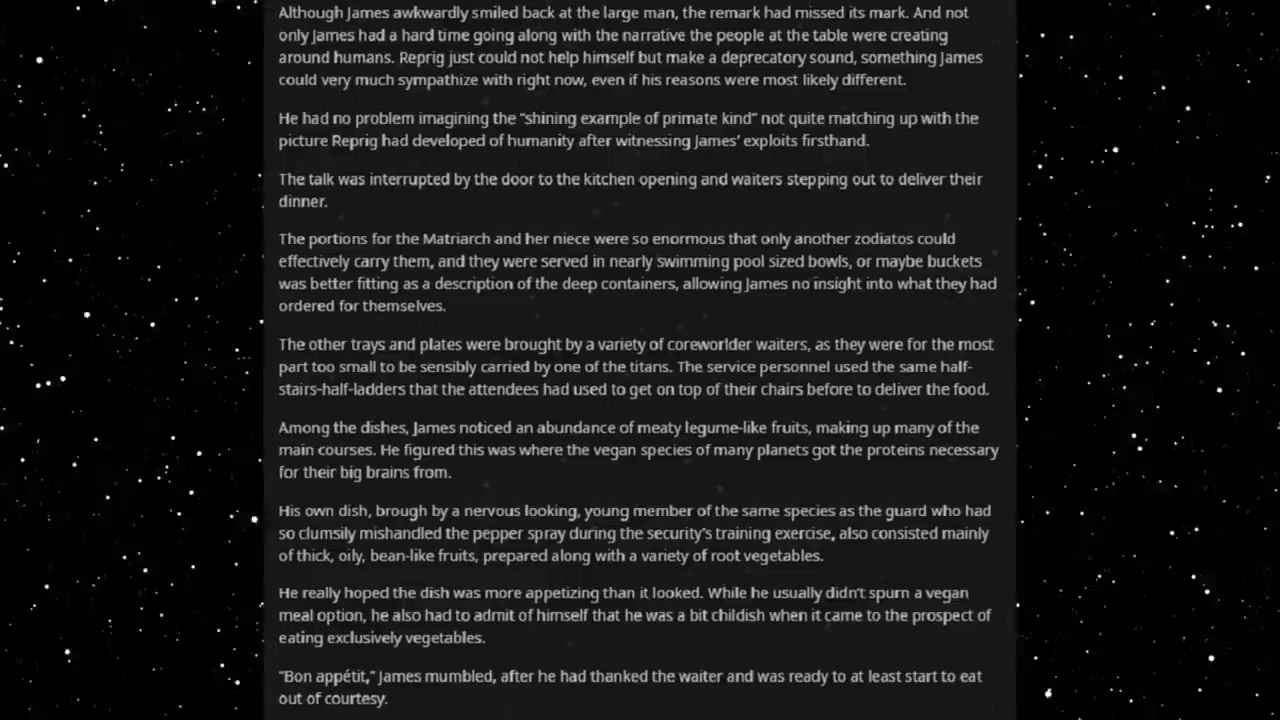 Although James awkwardly smiled back at the large man, the remark had missed its mark. And not
only James had a hard time going along with the narrative the people at the table were creating
around humans. Reprig just could not help himself but make a deprecatory sound, something James
could very much sympathize with right now, even if his reasons were most likely different.
He had no problem imagining the “shining example of primate kind” not quite matching up with the
picture Reprig had developed of humanity after witnessing James’ exploits firsthand.
The talk was interrupted by the door to the kitchen opening and waiters stepping out to deliver their
dinner.
The portions for the Matriarch and her niece were so enormous that only another zodiatos could
effectively carry them, and they were served in nearly swimming pool sized bowls, or maybe buckets
was better fitting as a description of the deep containers, allowing James no insight into what they had
ordered for themselves.
The other trays and plates were brought by a variety of coreworlder waiters, as they were for the most
part too small to be sensibly carried by one of the titans. The service personnel used the same half-
stairs-half-ladders that the attendees had used to get on top of their chairs before to deliver the food.
Among the dishes, James noticed an abundance of meaty legume-like fruits, making up many of the
main courses. He figured this was where the vegan species of many planets got the proteins necessary
for their big brains from.
His own dish, brough by a nervous looking, young member of the same species as the guard who had
so clumsily mishandled the pepper spray during the security’s training exercise, also consisted mainly
of thick, oily, bean-like fruits, prepared along with a variety of root vegetables.
He really hoped the dish was more appetizing than it looked. While he usually didn’t spurn a vegan
meal option, he also had to admit of himself that he was a bit childish when it came to the prospect of
eating exclusively vegetables.
“Bon appétit,” James mumbled, after he had thanked the waiter and was ready to at least start to eat
out of courtesy.